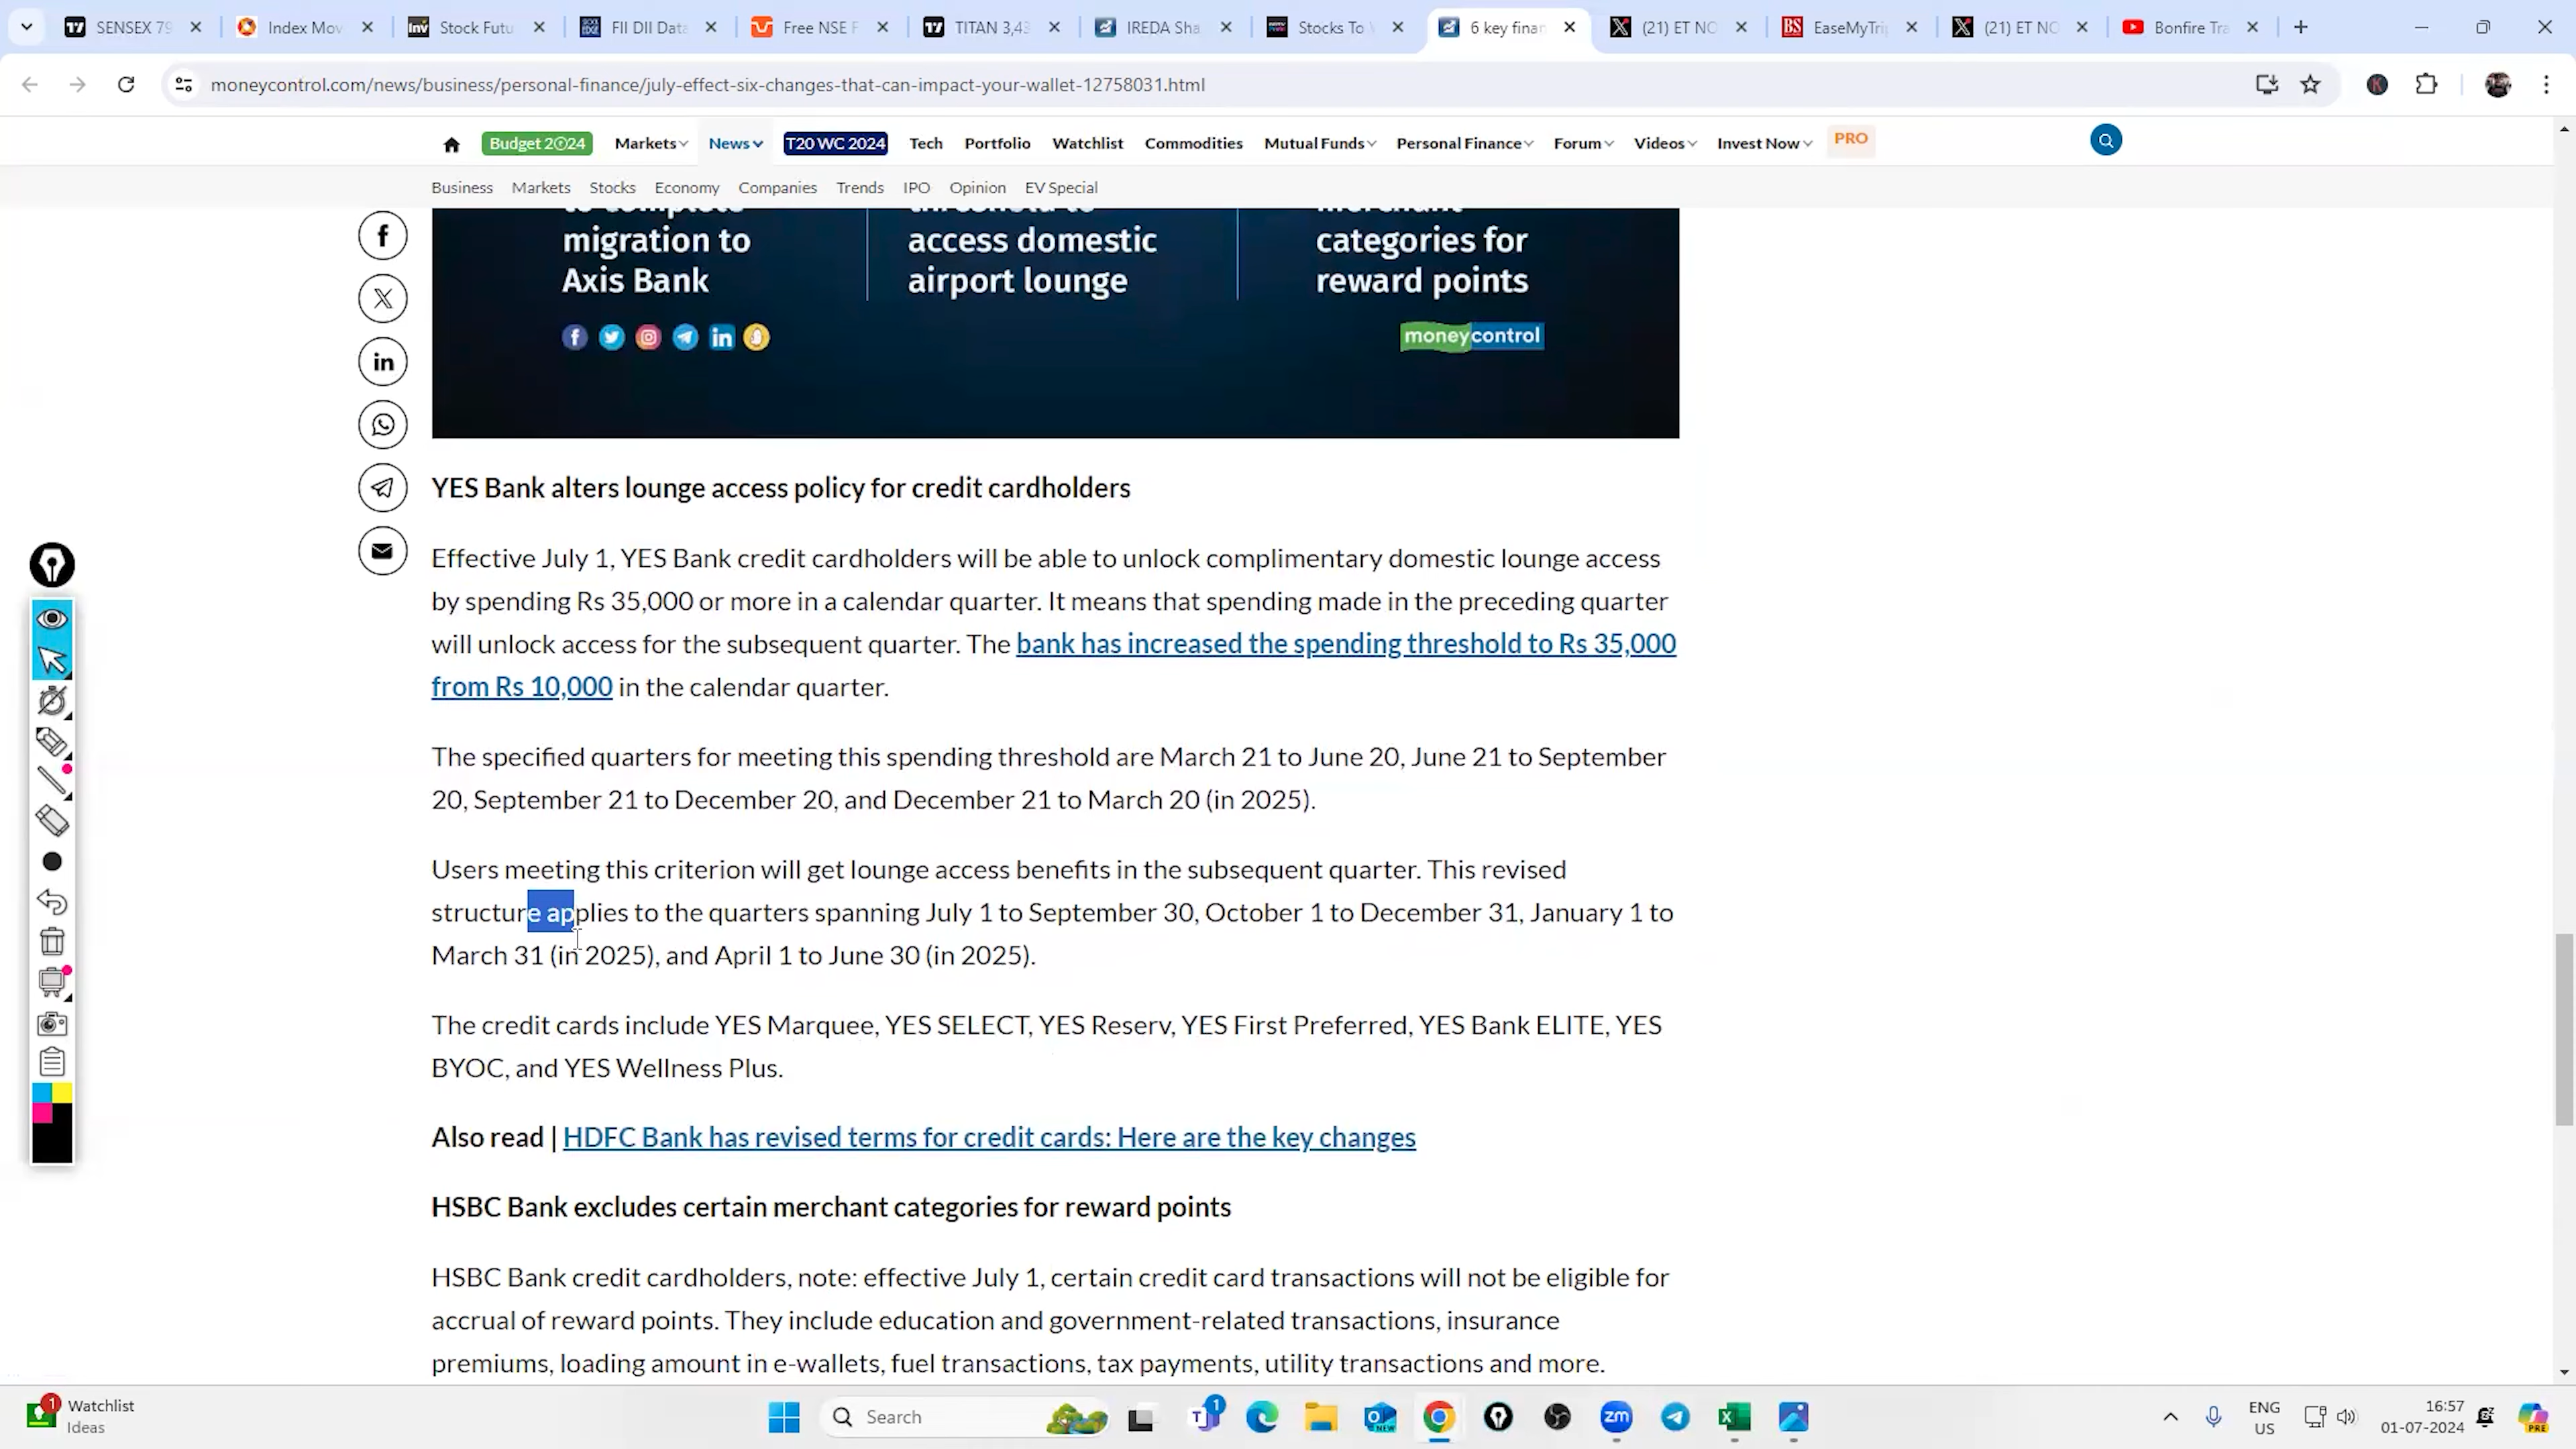 SENSEX 79
Index Mov
Stock Futu
FII DII Data
Free NSE F
TITAN 3,43
IREDA Sha
Stocks To
6 key finan
(21) ET NO
EaseMyTri
(21) ET NO
Bonfire Tra
moneycontrol.com/news/business/personal-finance/july-effect-six-changes-that-can-impact-your-wallet-12758031.html
Budget 2024 Markets News T20 WC 2024 Tech Portfolio Watchlist Commodities Mutual Funds Personal Finance Forum Videos Invest Now PRO
Business Markets Stocks Economy Companies Trends IPO Opinion EV Special
to complete
migration to
Axis Bank
threshold to
access domestic
airport lounge
merchant
categories for
reward points
moneycontrol
YES Bank alters lounge access policy for credit cardholders
Effective July 1, YES Bank credit cardholders will be able to unlock complimentary domestic lounge access
by spending Rs 35,000 or more in a calendar quarter. It means that spending made in the preceding quarter
will unlock access for the subsequent quarter. The bank has increased the spending threshold to Rs 35,000
from Rs 10,000 in the calendar quarter.
The specified quarters for meeting this spending threshold are March 21 to June 20, June 21 to September
20, September 21 to December 20, and December 21 to March 20 (in 2025).
Users meeting this criterion will get lounge access benefits in the subsequent quarter. This revised
structure applies to the quarters spanning July 1 to September 30, October 1 to December 31, January 1 to
March 31 (in 2025), and April 1 to June 30 (in 2025).
The credit cards include YES Marquee, YES SELECT, YES Reserv, YES First Preferred, YES Bank ELITE, YES
BYOC, and YES Wellness Plus.
Also read | HDFC Bank has revised terms for credit cards: Here are the key changes
HSBC Bank excludes certain merchant categories for reward points
HSBC Bank credit cardholders, note: effective July 1, certain credit card transactions will not be eligible for
accrual of reward points. They include education and government-related transactions, insurance
premiums, loading amount in e-wallets, fuel transactions, tax payments, utility transactions and more.
1
Watchlist
Ideas
Search
1
zm
ENG
US
16:57
01-07-2024
PRE